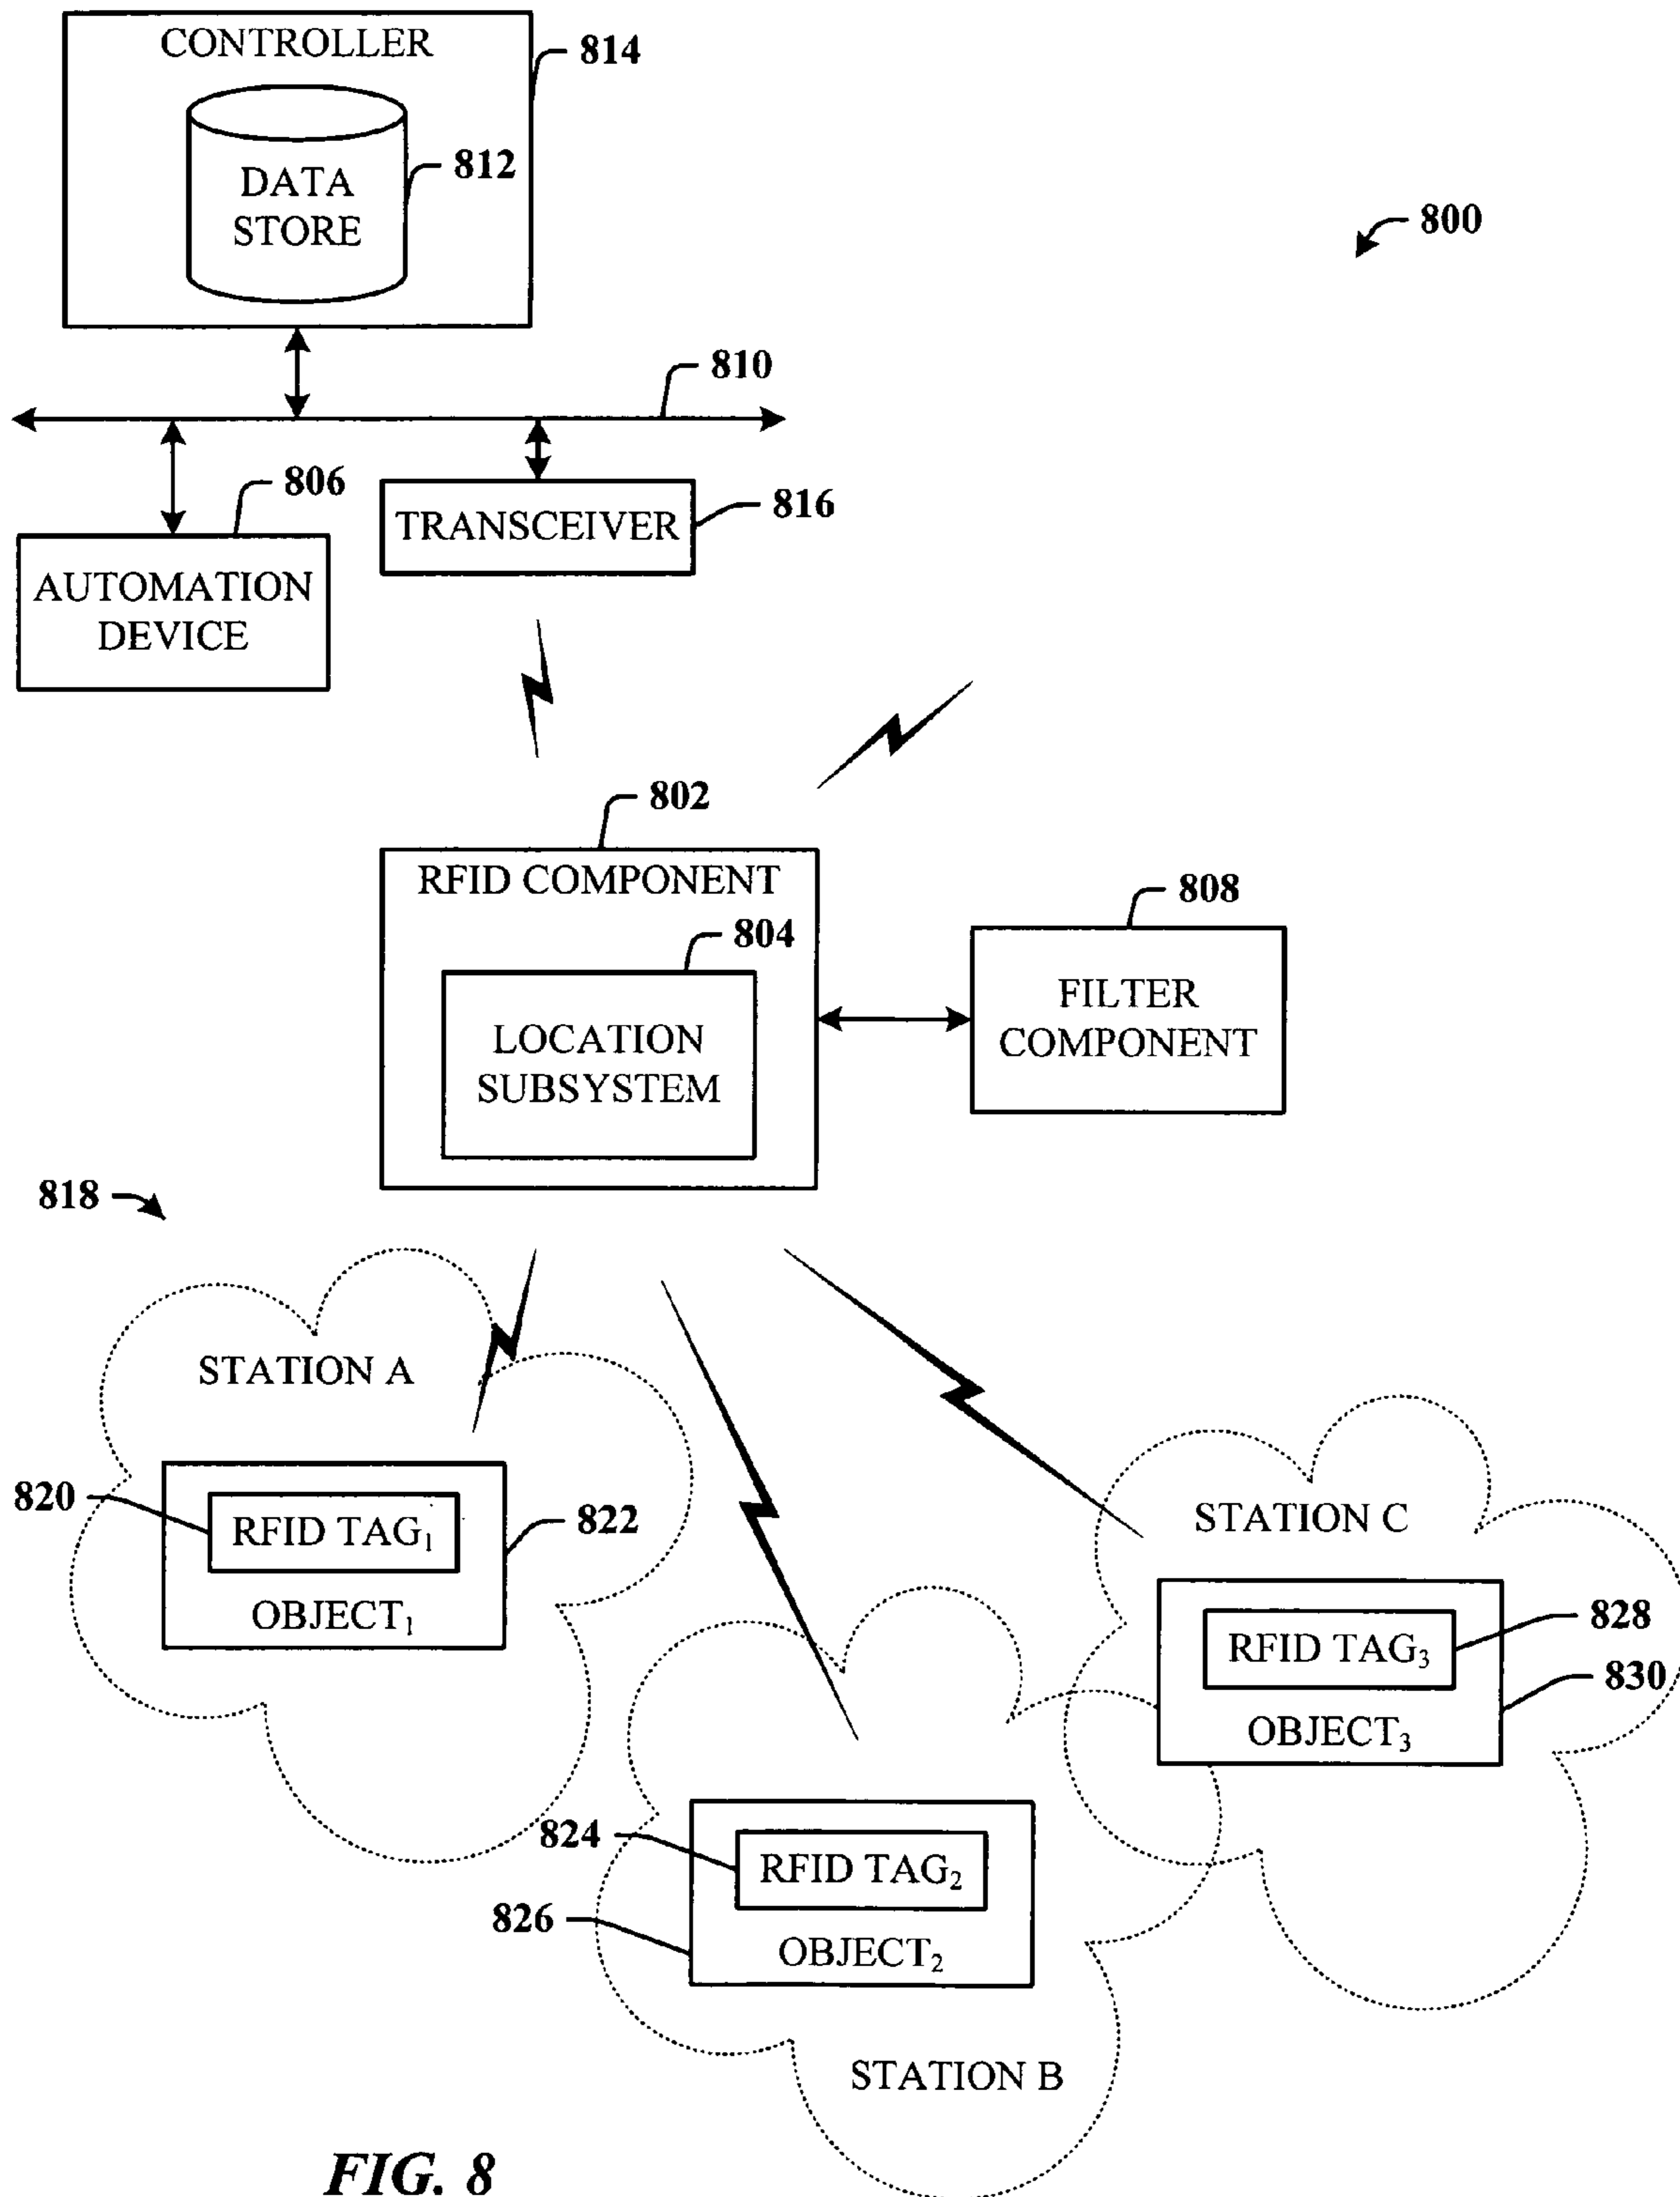 CONTROLLER
814
DATA
STORE
812
800
810
806
816
TRANSCEIVER
AUTOMATION
DEVICE
802
RFID COMPONENT
808
804
FILTER
COMPONENT
LOCATION
SUBSYSTEM
818
STATION A
820
RFID TAG₁
822
OBJECT₁
STATION C
828
RFID TAG₃
830
OBJECT₃
824
RFID TAG₂
826
OBJECT₂
STATION B
FIG. 8